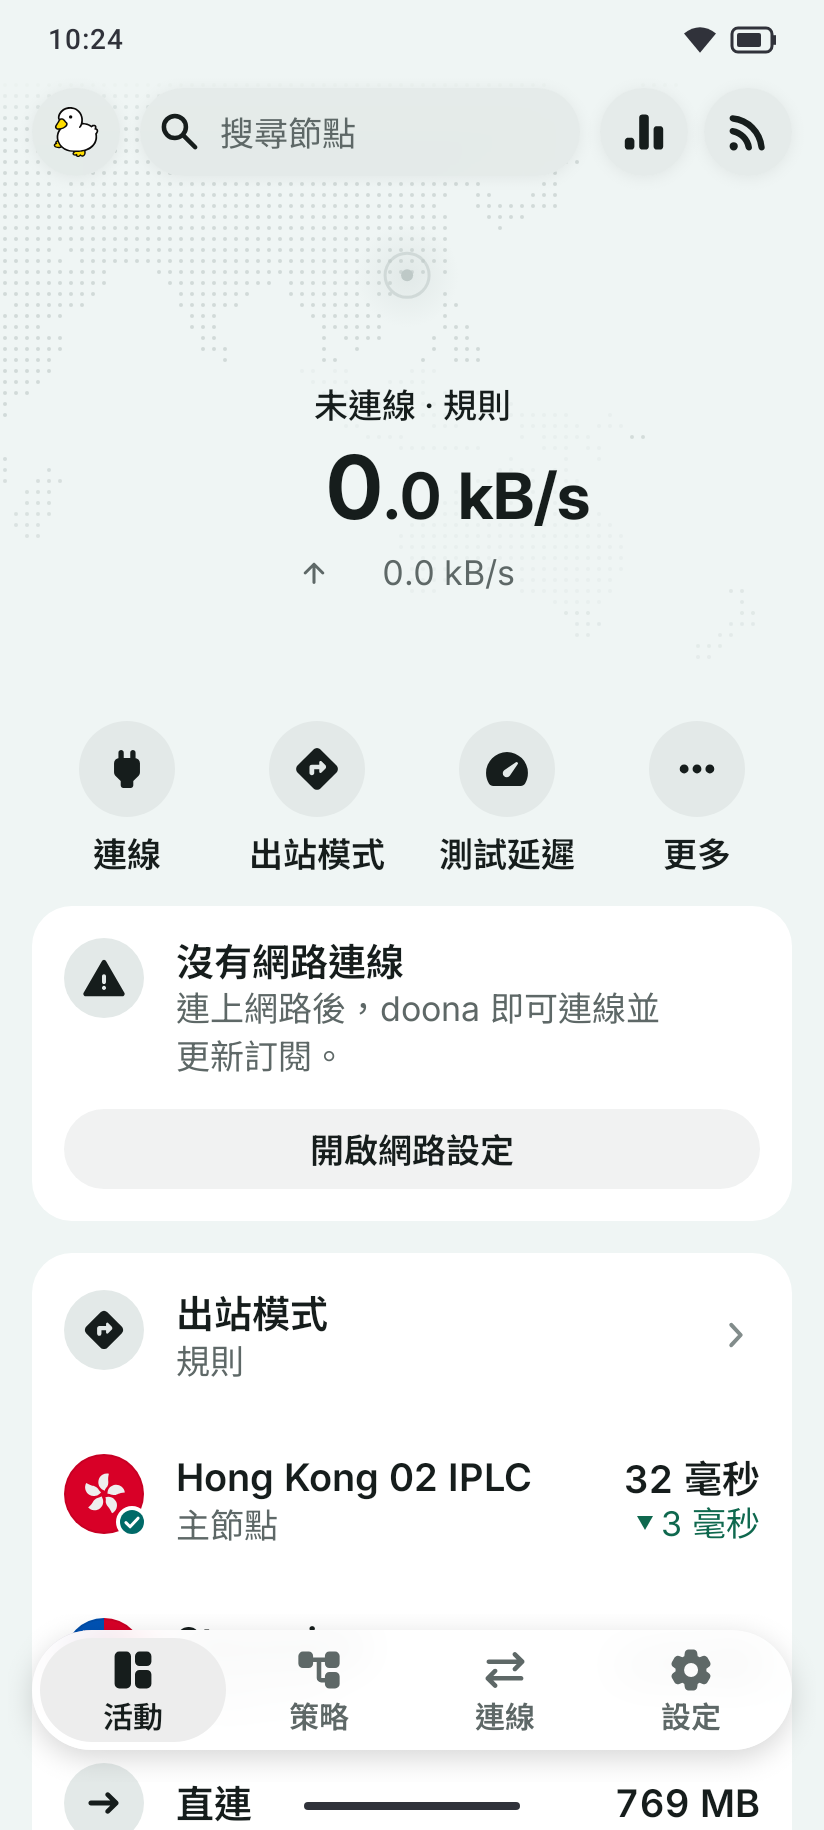 10:24
搜尋節點
未連線 · 規則
0.0 kB/s
0.0 kB/s
連線
出站模式
測試延遲
更多
沒有網路連線
連上網路後，doona 即可連線並
更新訂閱。
開啟網路設定
出站模式
規則
Hong Kong 02 IPLC
32 毫秒
主節點
3 毫秒
活動
策略
連線
設定
直連
769 MB